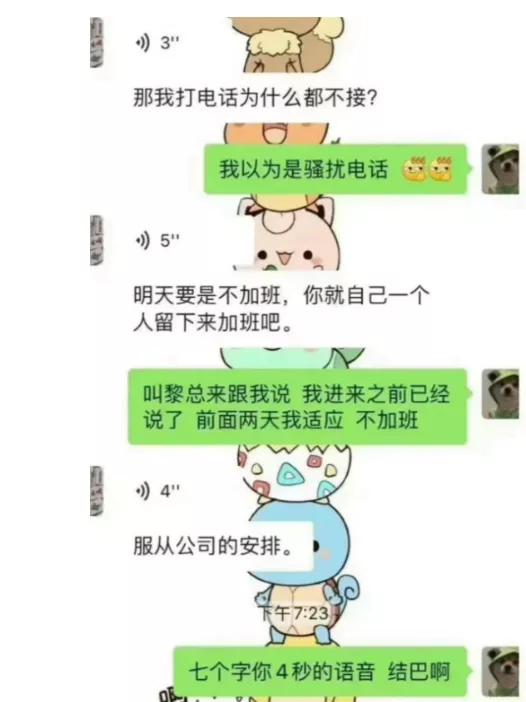 3''
那我打电话为什么都不接?
我以为是骚扰电话
5''
明天要是不加班，你就自己一个
人留下来加班吧。
叫黎总来跟我说 我进来之前已经
说了 前面两天我适应 不加班
4''
服从公司的安排。
下午7:23
七个字你4秒的语音 结巴啊